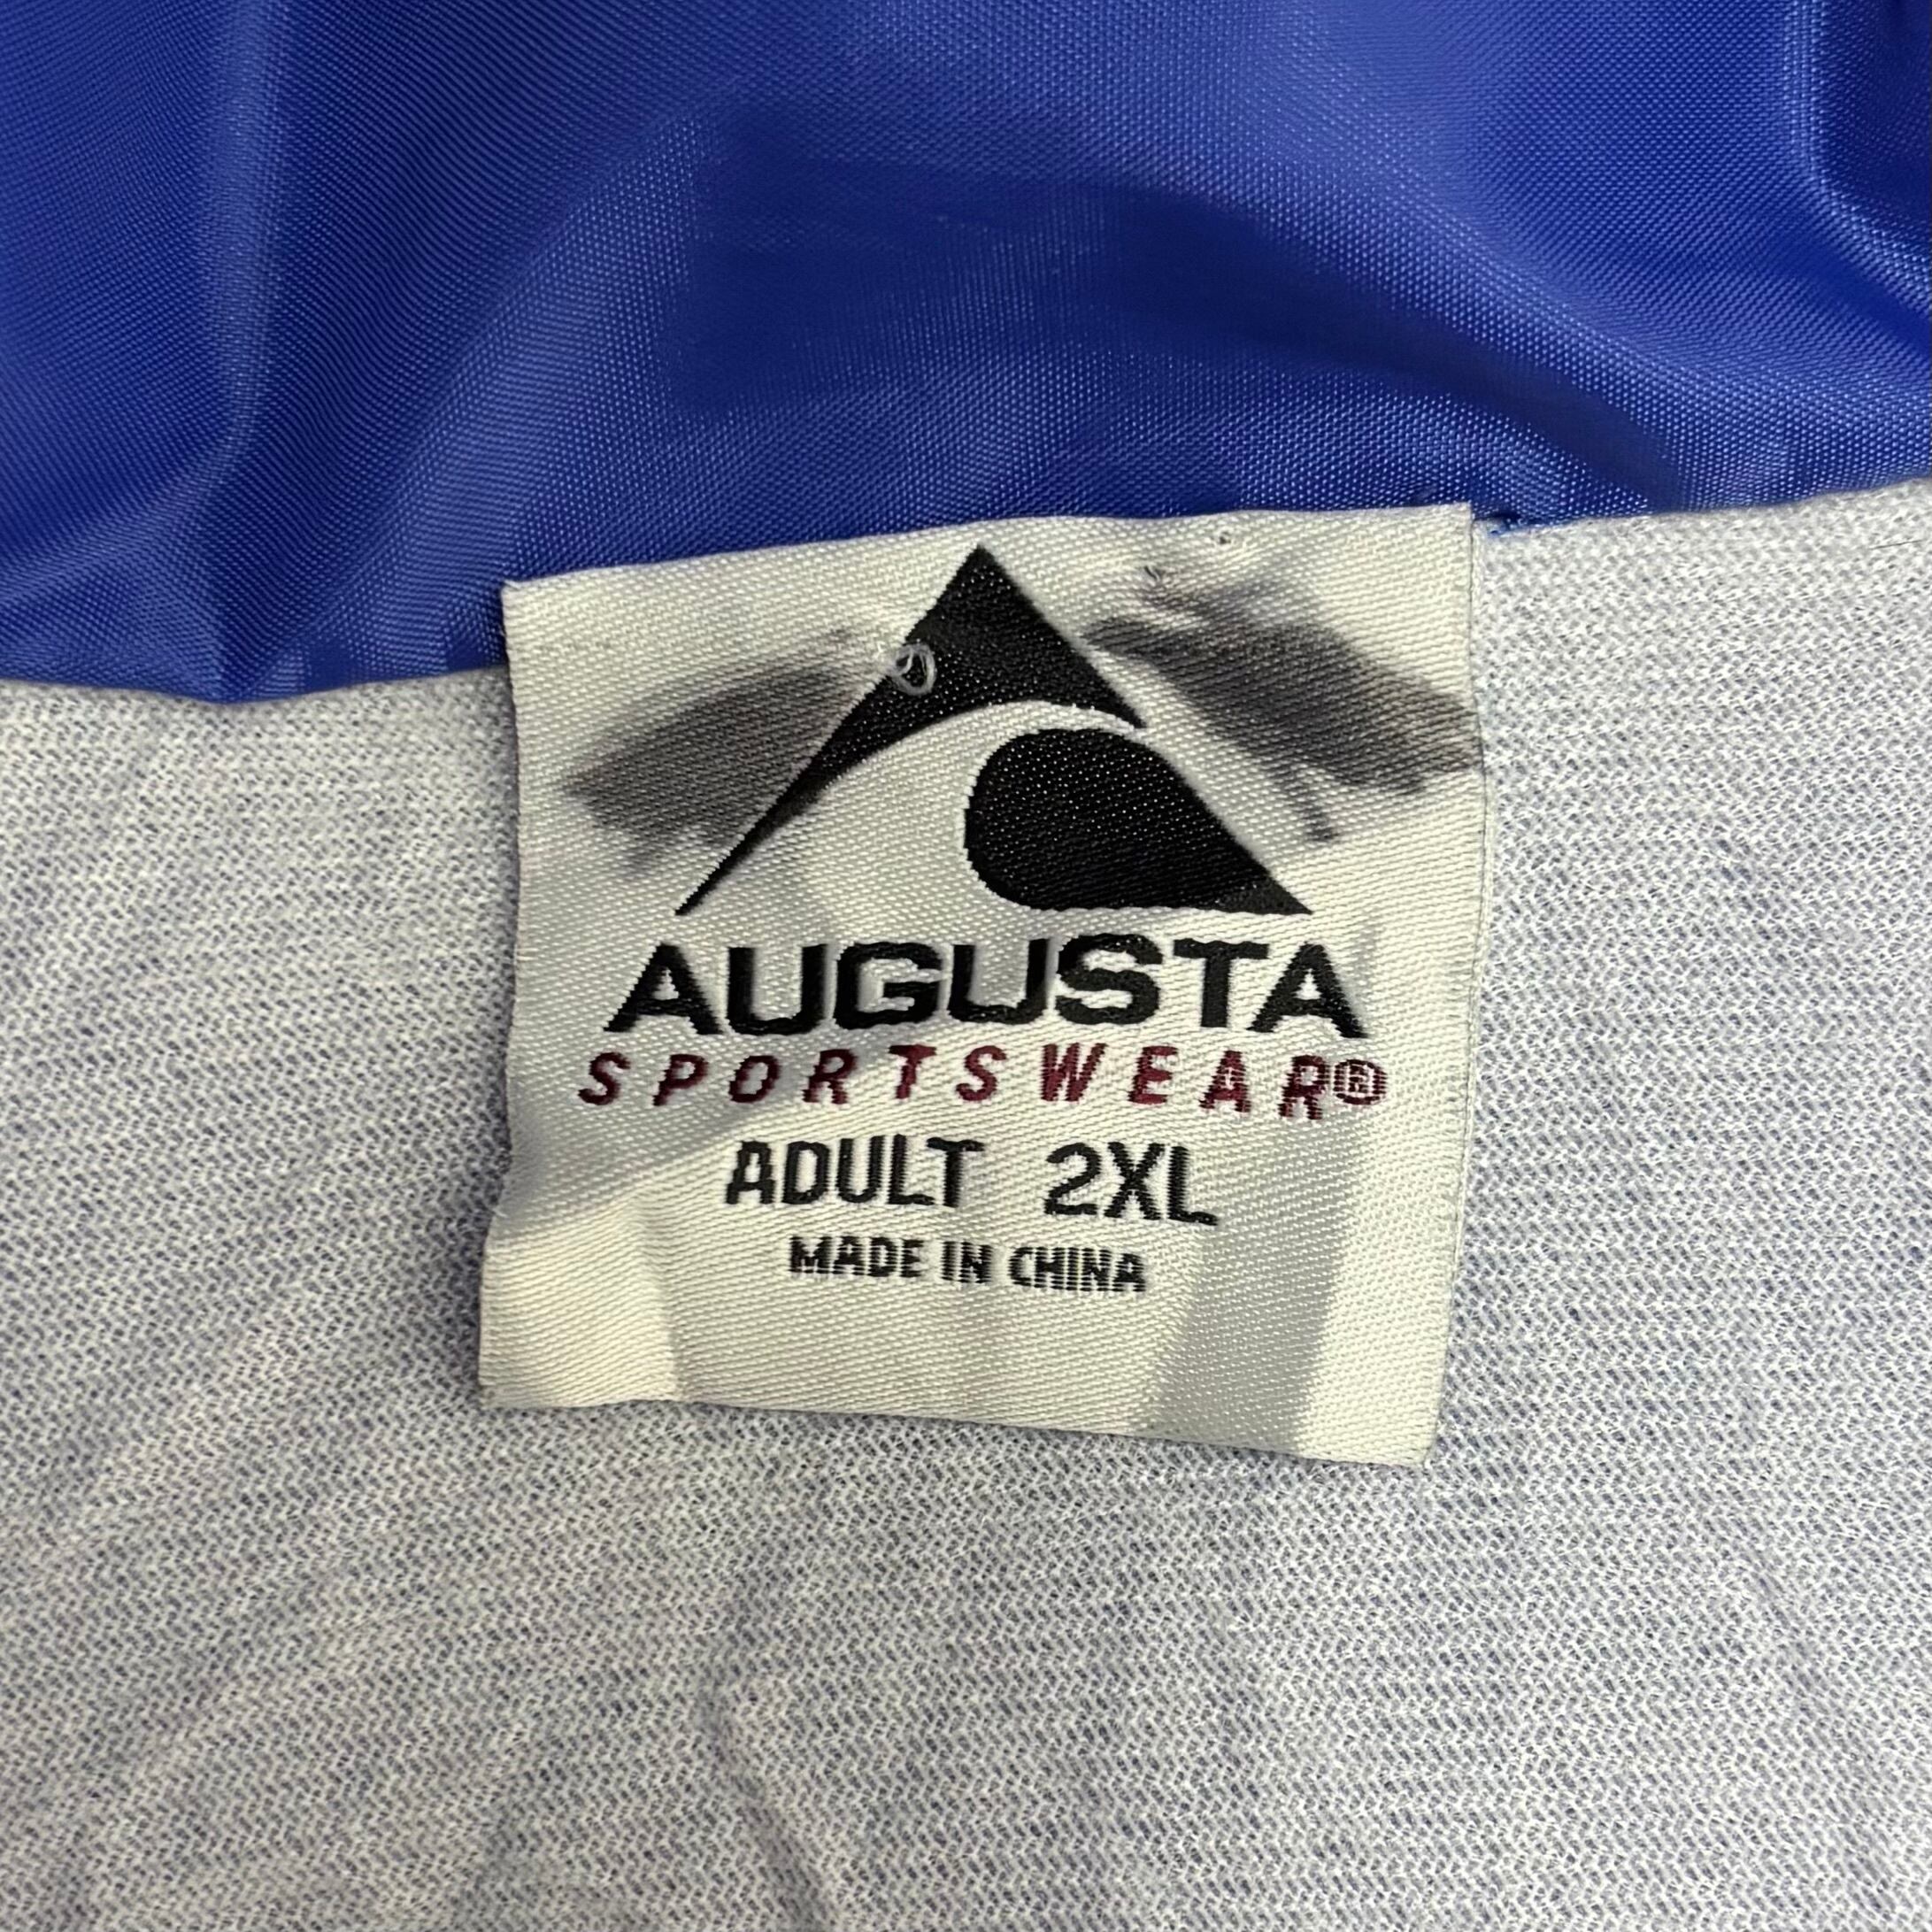 AUGUSTA
SPORTSWEAR®
ADULT 2XL
MADE IN CHINA